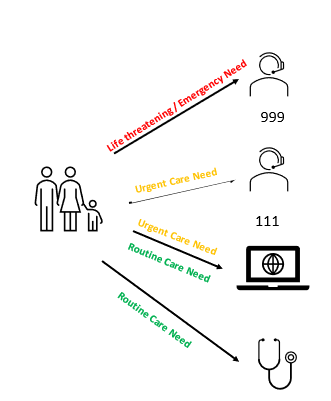 Life threatening / Emergency Need
999
Urgent Care Need
111
Urgent Care Need
Routine Care Need
Routine Care Need